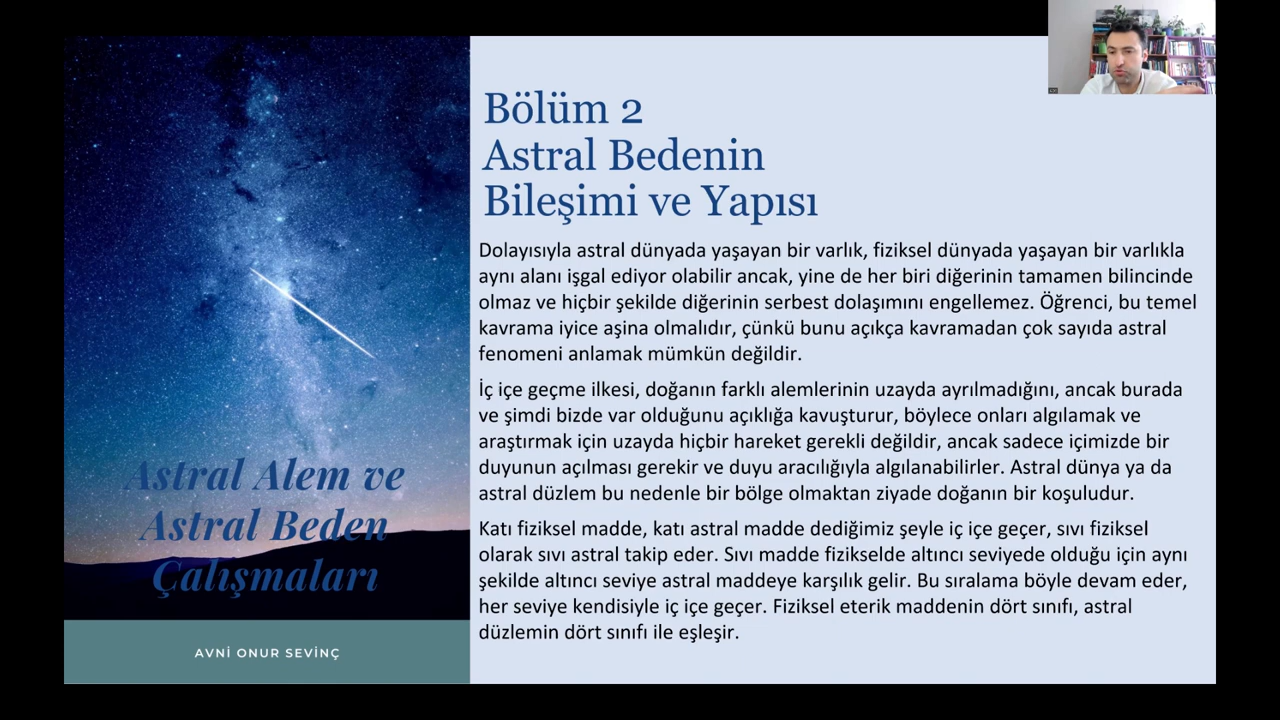 Bölüm 2
Astral Bedenin
Bileşimi ve Yapısı
Dolayısıyla astral dünyada yaşayan bir varlık, fiziksel dünyada yaşayan bir varlıkla
aynı alanı işgal ediyor olabilir ancak, yine de her biri diğerinin tamamen bilincinde
olmaz ve hiçbir şekilde diğerinin serbest dolaşımını engellemez. Öğrenci, bu temel
kavrama iyice aşina olmalıdır, çünkü bunu açıkça kavramadan çok sayıda astral
fenomeni anlamak mümkün değildir.
İç içe geçme ilkesi, doğanın farklı alemlerinin uzayda ayrılmadığını, ancak burada
ve şimdi bizde var olduğunu açıklığa kavuşturur, böylece onları algılamak ve
araştırmak için uzayda hiçbir hareket gerekli değildir, ancak sadece içimizde bir
duyunun açılması gerekir ve duyu aracılığıyla algılanabilirler. Astral dünya ya da
astral düzlem bu nedenle bir bölge olmaktan ziyade doğanın bir koşuludur.
Katı fiziksel madde, katı astral madde dediğimiz şeyle iç içe geçer, sıvı fiziksel
olarak sıvı astral takip eder. Sıvı madde fizikselde altıncı seviyede olduğu için aynı
şekilde altıncı seviye astral maddeye karşılık gelir. Bu sıralama böyle devam eder,
her seviye kendisiyle iç içe geçer. Fiziksel eterik maddenin dört sınıfı, astral
düzlemin dört sınıfı ile eşleşir.
Astral Alem ve
Astral Beden
Çalışmaları
AVNİ ONUR SEVİNÇ